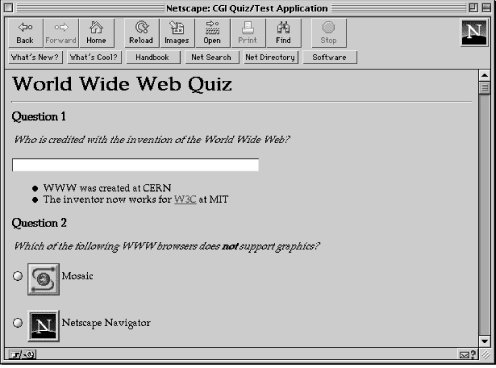 Netscape: CGI Quiz/Test Application
Back Forward Home Reload Images Open Print Find Stop
N
What's New? What's Cool? Handbook Net Search Net Directory Software
World Wide Web Quiz
Question 1
Who is credited with the invention of the World Wide Web?
WWW was created at CERN
The inventor now works for W3C at MIT
Question 2
Which of the following WWW browsers does not support graphics?
Mosaic
N Netscape Navigator
?